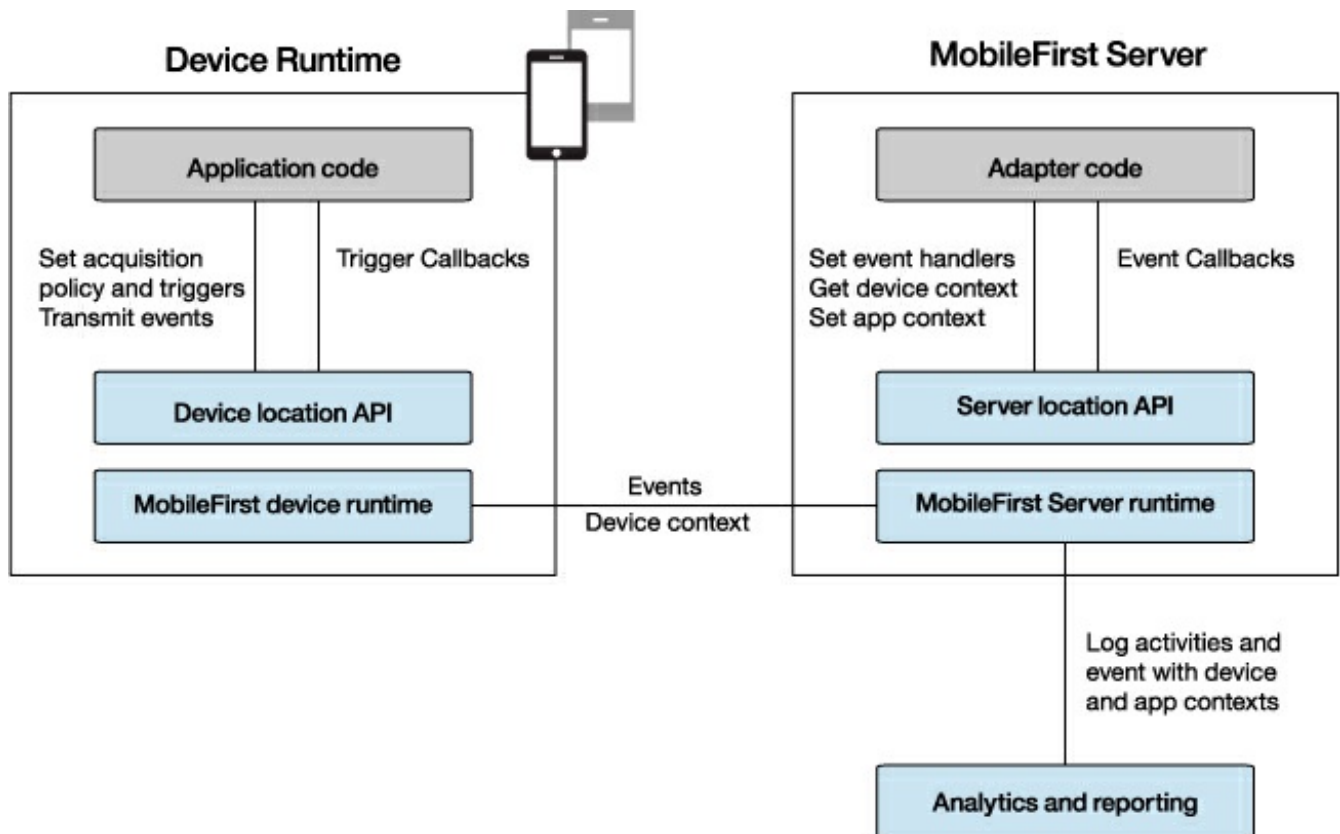 Device Runtime
MobileFirst Server
Application code
Adapter code
Set acquisition
policy and triggers
Transmit events
Trigger Callbacks
Set event handlers
Get device context
Set app context
Event Callbacks
Device location API
Server location API
MobileFirst device runtime
Events
Device context
MobileFirst Server runtime
Log activities and
event with device
and app contexts
Analytics and reporting